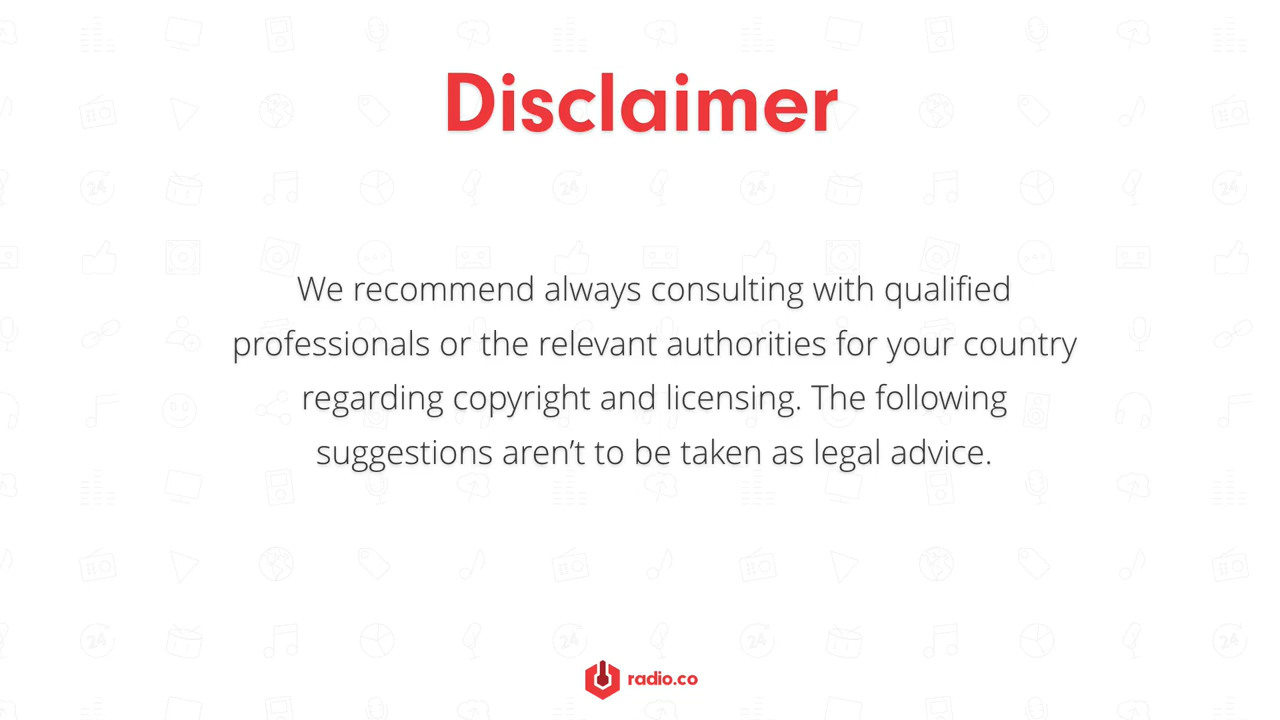 Disclaimer
We recommend always consulting with qualified
professionals or the relevant authorities for your country
regarding copyright and licensing. The following
suggestions aren’t to be taken as legal advice.
radio.co